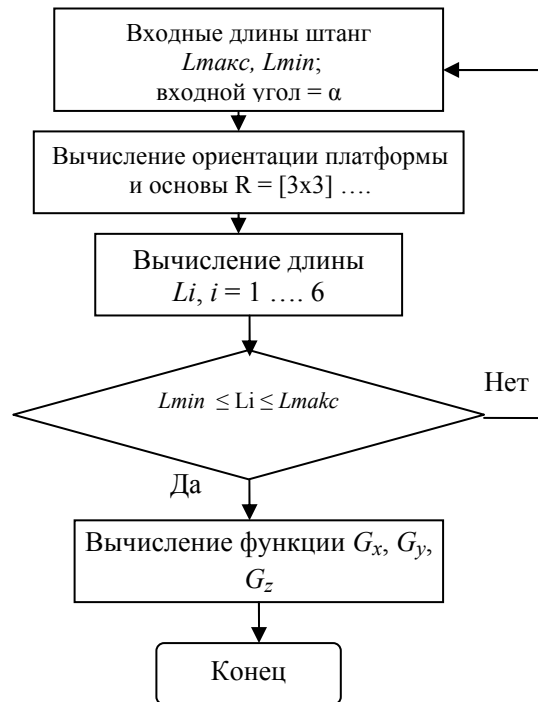 Входные длины штанг
Lмакс, Lmin;
входной угол = α
Вычисление ориентации платформы
и основы R = [3x3] ….
Вычисление длины
Li, i = 1 …. 6
Lmin ≤ Li ≤ Lмакс
Нет
Да
Вычисление функции Gx, Gy,
Gz
Конец